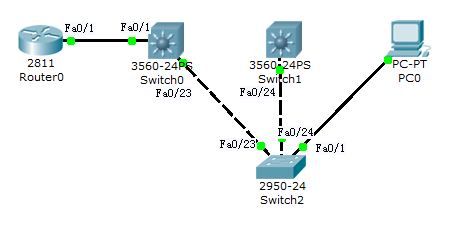 Fa0/1
Fa0/1
2811
Router0
3560-24PS
Switch0
Fa0/23
3560-24PS
Switch1
Fa0/24
PC-PT
PC0
Fa0/23
Fa0/24
Fa0/1
2950-24
Switch2